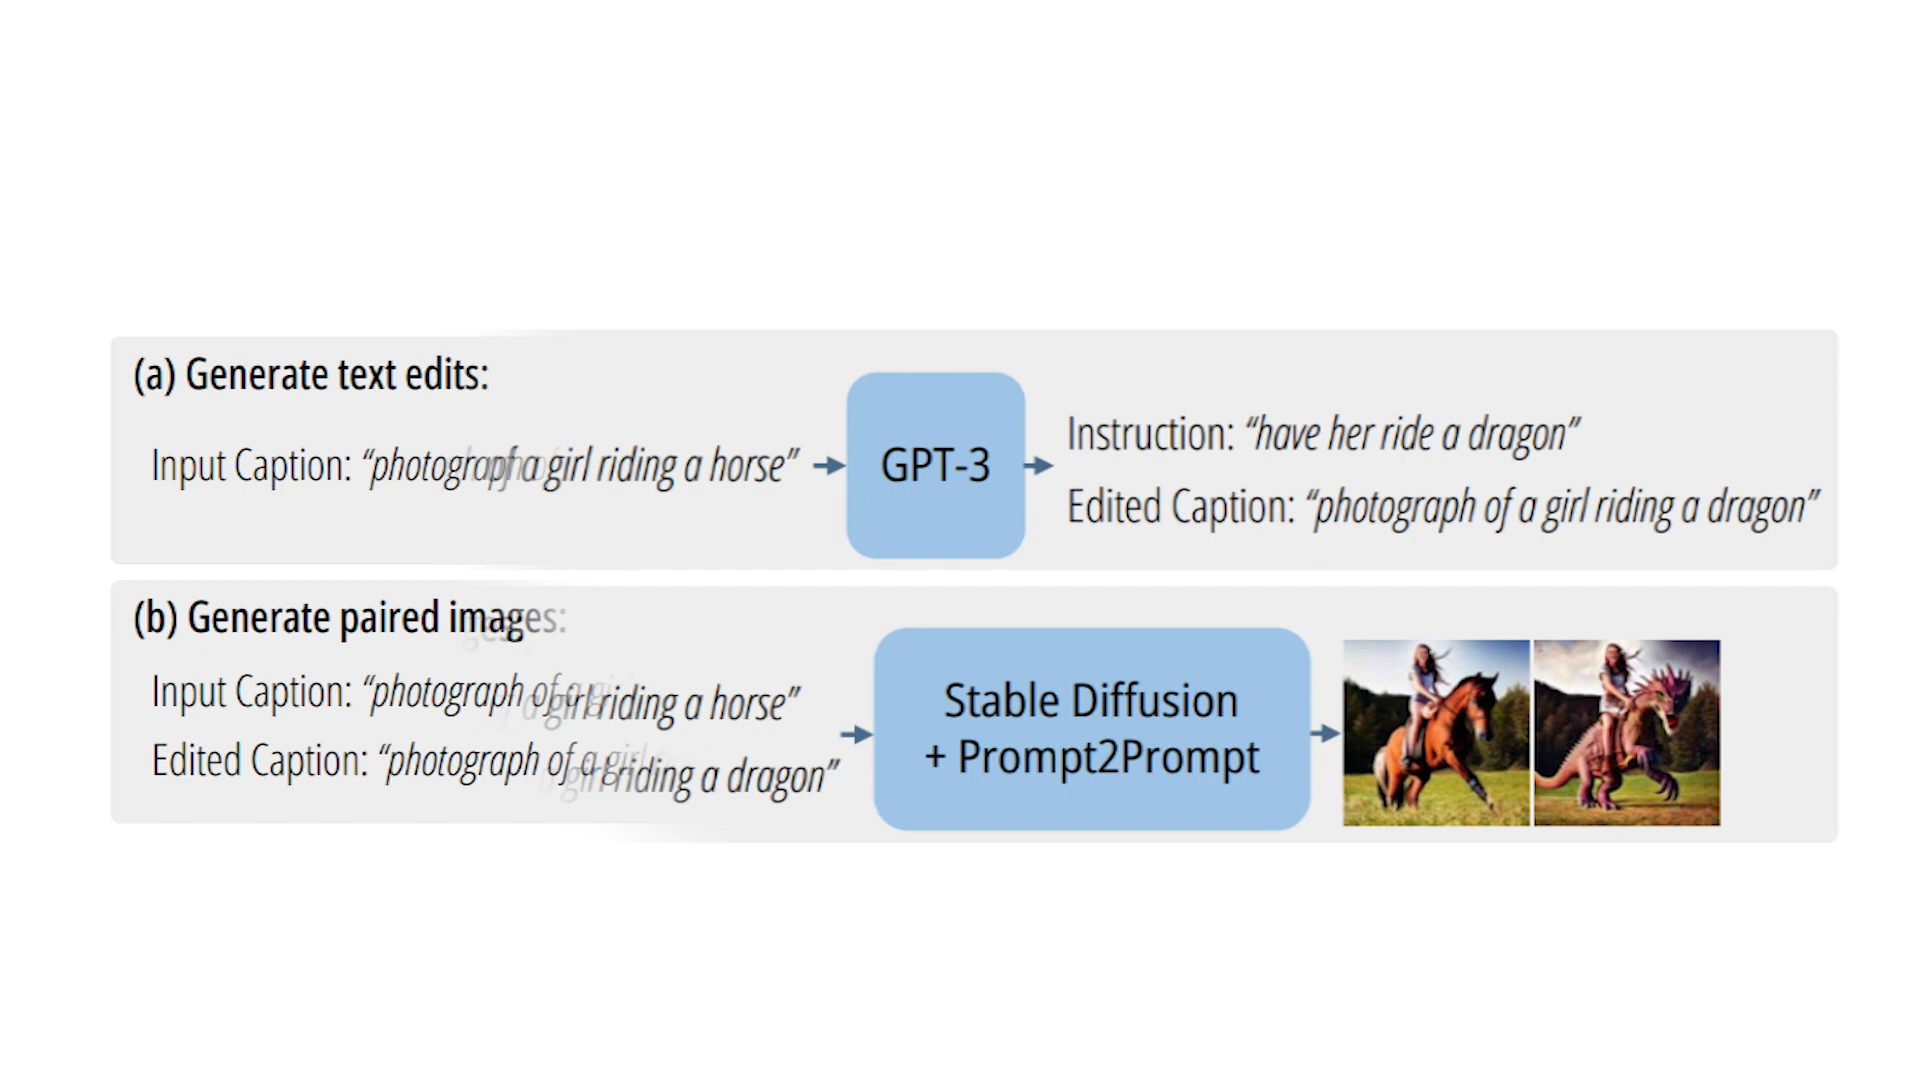 (a) Generate text edits:
Input Caption: “photograph of a girl riding a horse”
GPT-3
Instruction: “have her ride a dragon”
Edited Caption: “photograph of a girl riding a dragon”
(b) Generate paired images:
Input Caption: “photograph of a girl riding a horse”
Edited Caption: “photograph of a girl riding a dragon”
Stable Diffusion
+ Prompt2Prompt